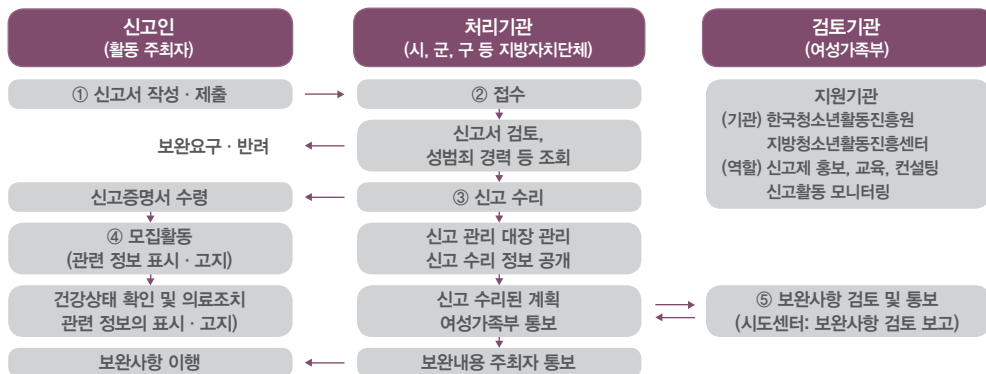 신고인
(활동 주최자)
처리기관
(시, 군, 구 등 지방자치단체)
검토기관
(여성가족부)
① 신고서 작성 · 제출
② 접수
지원기관
(기관) 한국청소년활동진흥원
지방청소년활동진흥센터
(역할) 신고제 홍보, 교육, 컨설팅
신고활동 모니터링
보완요구 · 반려
신고서 검토,
성범죄 경력 등 조회
신고증명서 수령
③ 신고 수리
④ 모집활동
(관련 정보 표시 · 고지)
신고 관리 대장 관리
신고 수리 정보 공개
건강상태 확인 및 의료조치
관련 정보의 표시 · 고지)
신고 수리된 계획
여성가족부 통보
⑤ 보완사항 검토 및 통보
(시도센터: 보완사항 검토 보고)
보완사항 이행
보완내용 주최자 통보